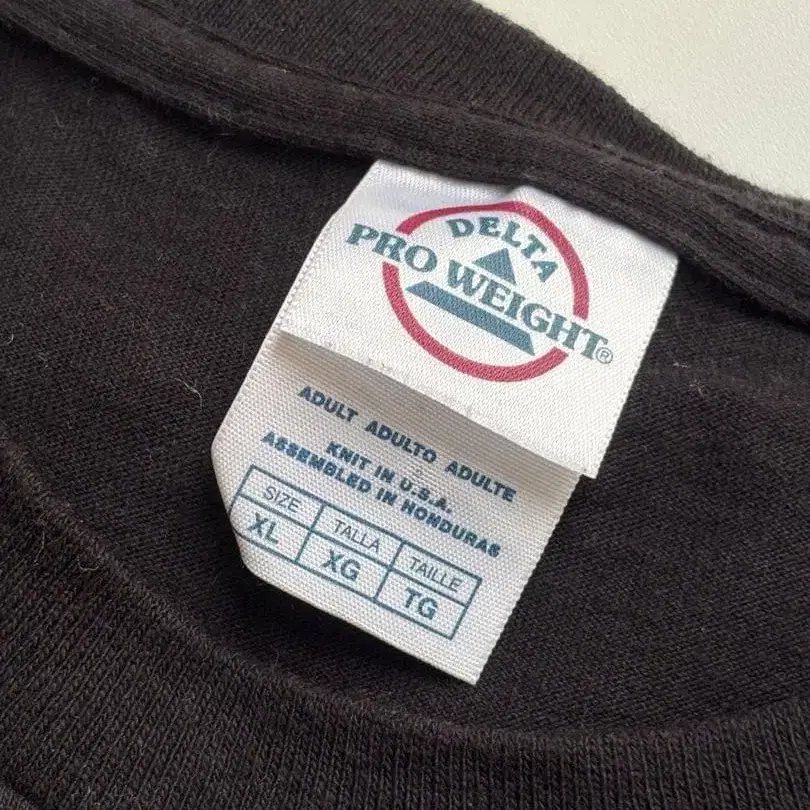 DELTA
PRO WEIGHT®
ADULT ADULTO ADULTE
KNIT IN U.S.A.
ASSEMBLED IN HONDURAS
SIZE TALLA TAILLE
XL XG TG